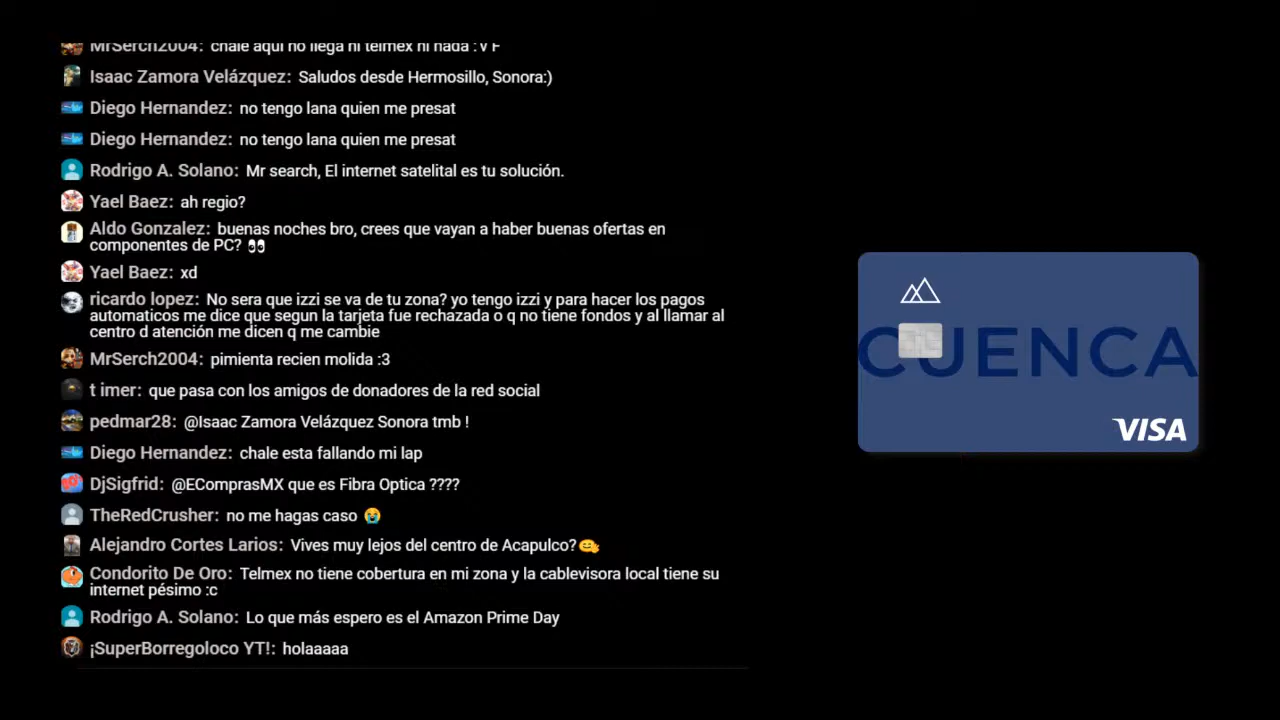 MrSerch2004: chale aqui no llega ni telmex ni nada :v F
Isaac Zamora Velázquez: Saludos desde Hermosillo, Sonora:)
Diego Hernandez: no tengo lana quien me presat
Diego Hernandez: no tengo lana quien me presat
Rodrigo A. Solano: Mr search, El internet satelital es tu solución.
Yael Baez: ah regio?
Aldo Gonzalez: buenas noches bro, crees que vayan a haber buenas ofertas en
componentes de PC? 👀
Yael Baez: xd
ricardo lopez: No sera que izzi se va de tu zona? yo tengo izzi y para hacer los pagos
automaticos me dice que segun la tarjeta fue rechazada o q no tiene fondos y al llamar al
centro d atención me dicen q me cambie
MrSerch2004: pimienta recien molida :3
t imer: que pasa con los amigos de donadores de la red social
pedmar28: @Isaac Zamora Velázquez Sonora tmb !
Diego Hernandez: chale esta fallando mi lap
DjSigfrid: @EComprasMX que es Fibra Optica ????
TheRedCrusher: no me hagas caso 😭
Alejandro Cortes Larios: Vives muy lejos del centro de Acapulco?
Condorito De Oro: Telmex no tiene cobertura en mi zona y la cablevisora local tiene su
internet pésimo :c
Rodrigo A. Solano: Lo que más espero es el Amazon Prime Day
¡SuperBorregoloco YT!: holaaaaa
CUENCA
VISA